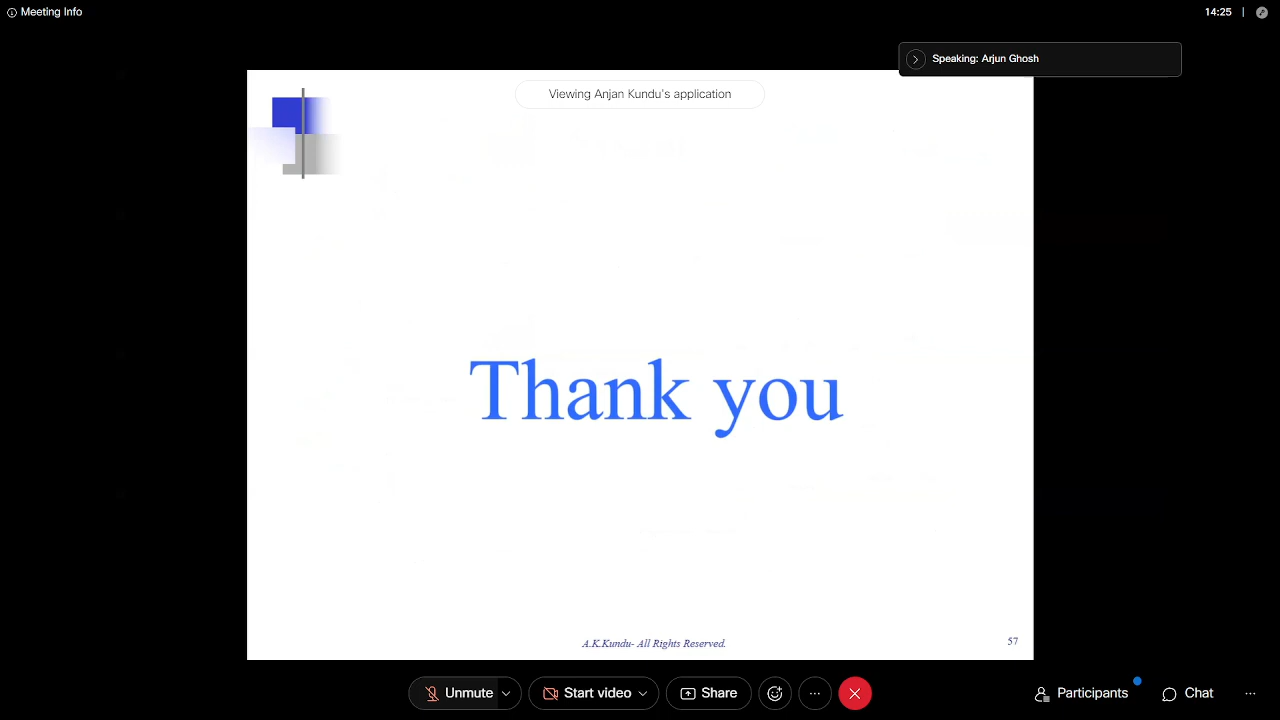 Meeting Info
14:25
Speaking: Arjun Ghosh
Viewing Anjan Kundu's application
Thank you
A.K.Kundu- All Rights Reserved.
57
Unmute
Start video
Share
Participants
Chat